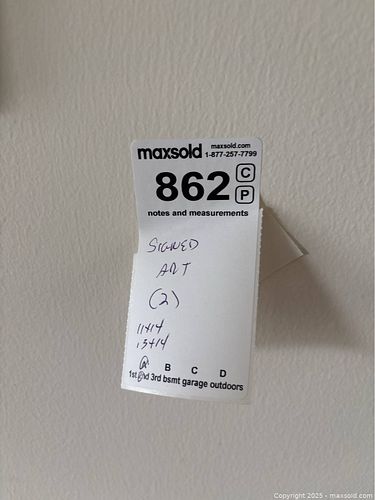 maxsold maxsold.com
1-877-257-7799
862 C
P
notes and measurements
SIGNED
ART
(2)
11x14
13x14
B C D
1st 3rd bsmt garage outdoors
Copyright 2025 - maxsold.com